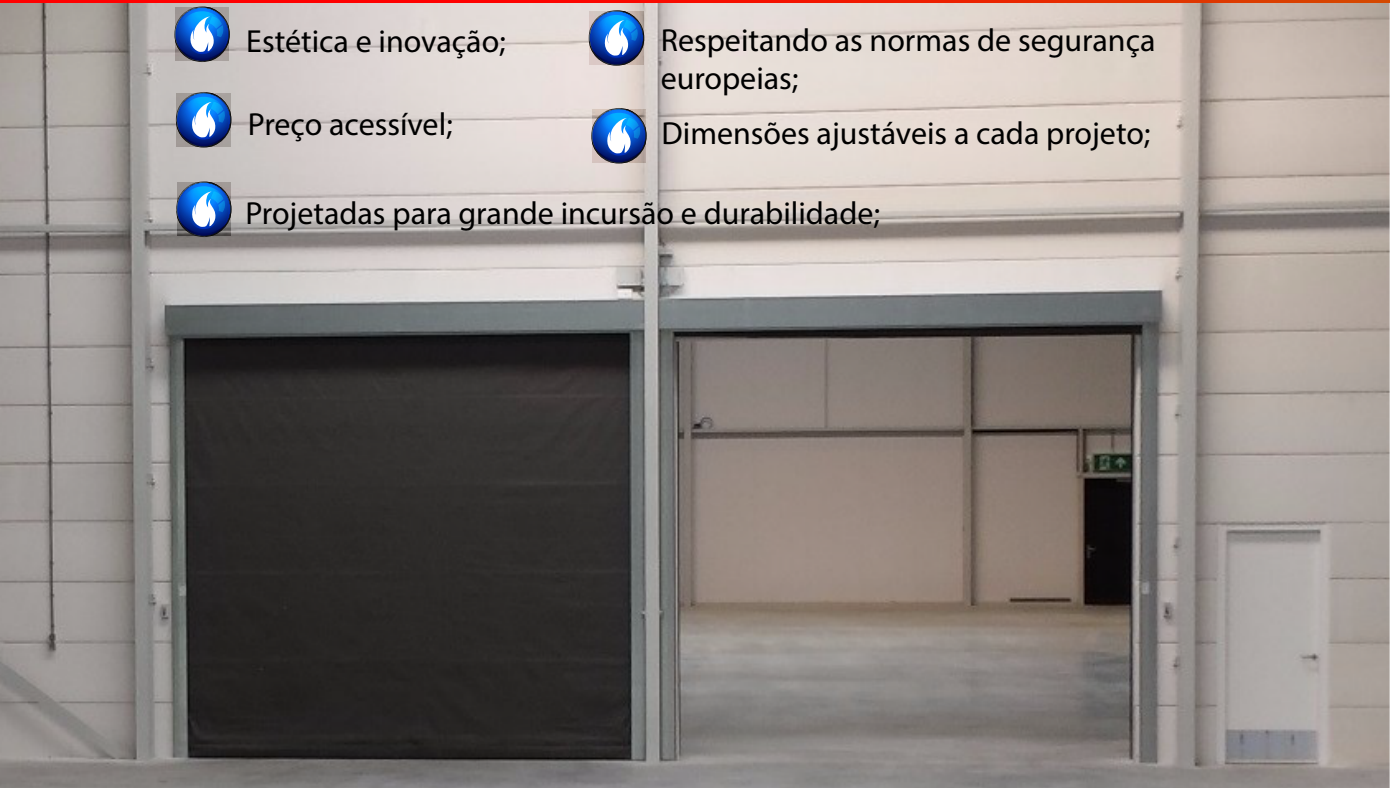 Estética e inovação;
Preço acessível;
Projetadas para grande incursão e durabilidade;
Respeitando as normas de segurança
europeias;
Dimensões ajustáveis a cada projeto;